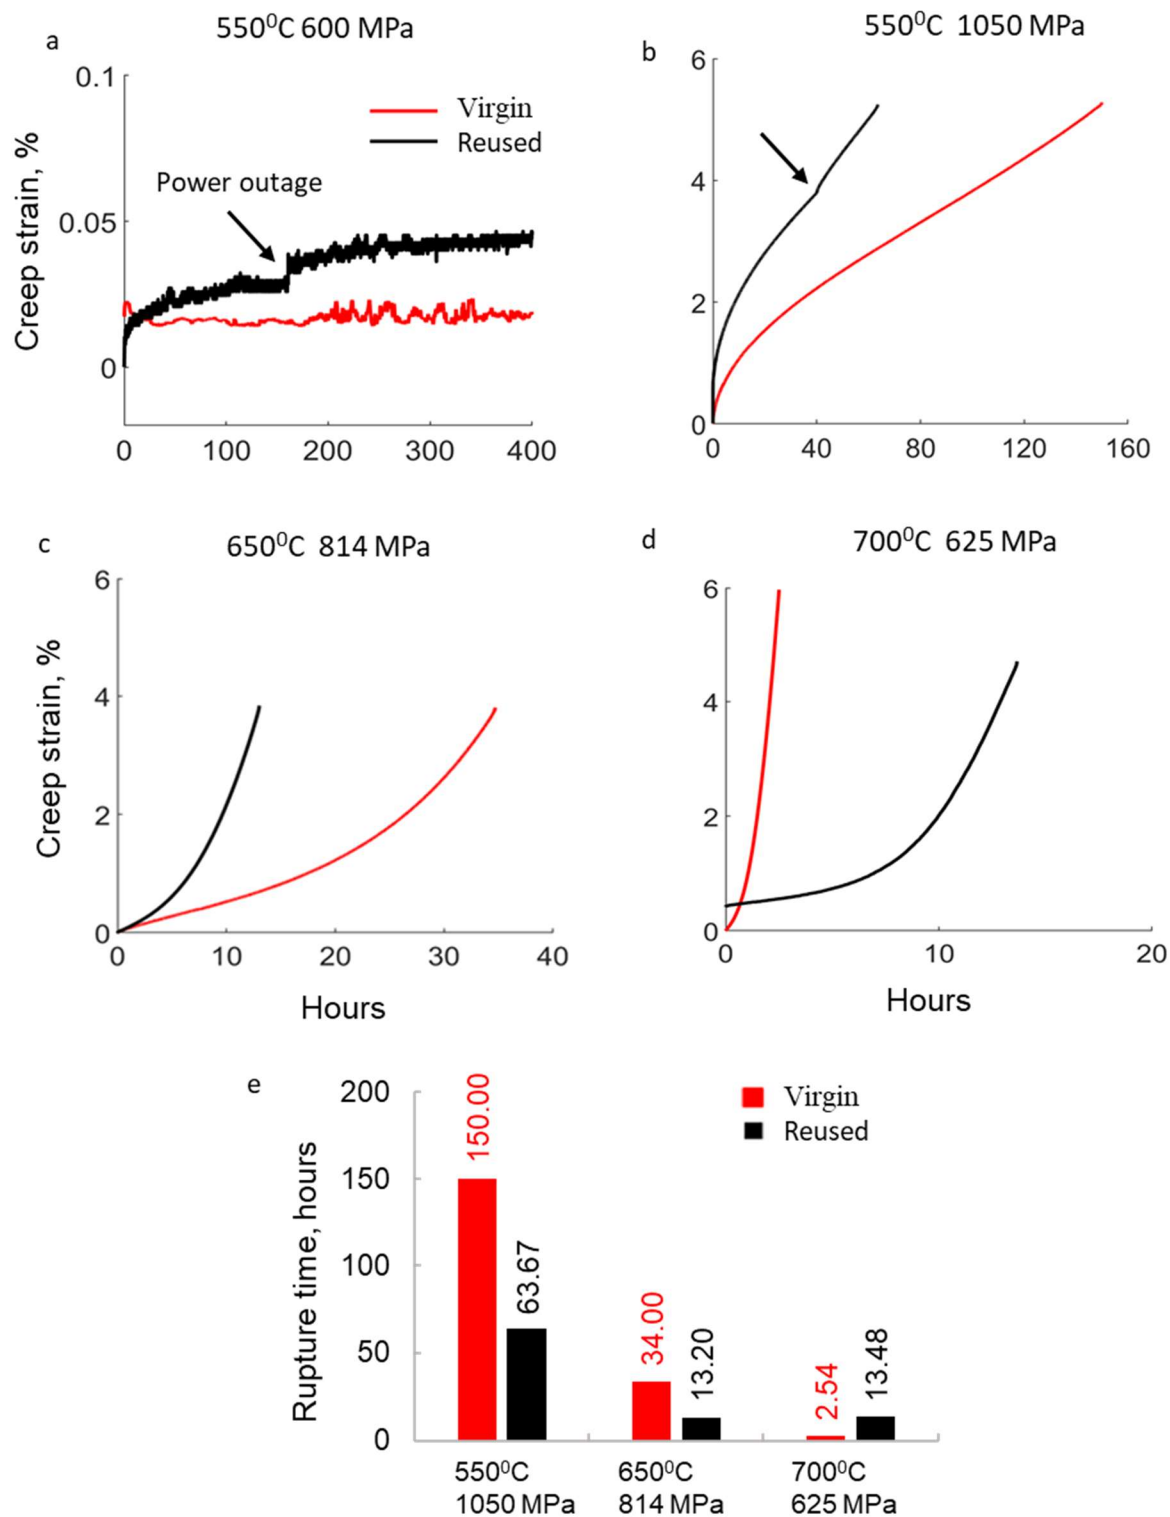 a
550⁰C 600 MPa
0.1
0.05
0
Creep strain, %
Virgin
Reused
Power outage
0 100 200 300 400
b
550⁰C 1050 MPa
6
4
2
0
0 40 80 120 160
c
650⁰C 814 MPa
6
4
2
0
Creep strain, %
0 10 20 30 40
Hours
d
700⁰C 625 MPa
6
4
2
0
0 10 20
Hours
e
200
150
100
50
0
Rupture time, hours
Virgin
Reused
150.00
63.67
34.00
13.20
2.54
13.48
550⁰C
1050 MPa
650⁰C
814 MPa
700⁰C
625 MPa